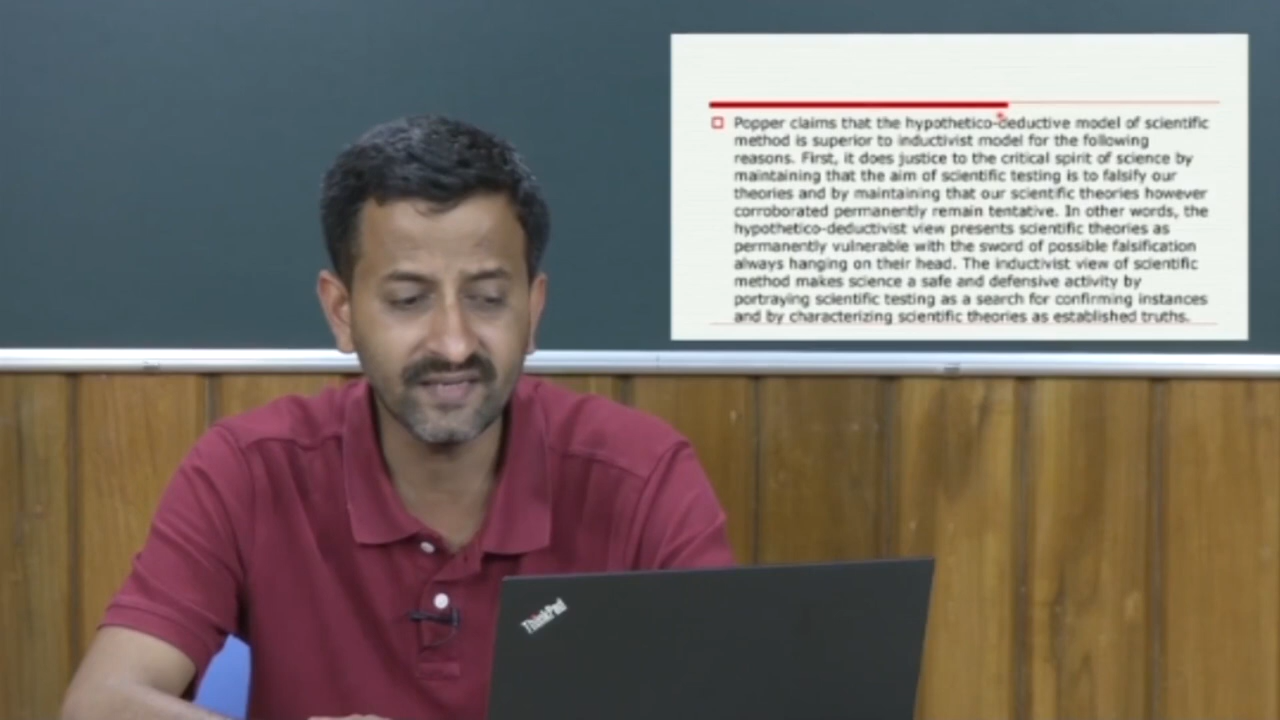 Popper claims that the hypothetico-deductive model of scientific
method is superior to inductivist model for the following
reasons. First, it does justice to the critical spirit of science by
maintaining that the aim of scientific testing is to falsify our
theories and by maintaining that our scientific theories however
corroborated permanently remain tentative. In other words, the
hypothetico-deductivist view presents scientific theories as
permanently vulnerable with the sword of possible falsification
always hanging on their head. The inductivist view of scientific
method makes science a safe and defensive activity by
portraying scientific testing as a search for confirming instances
and by characterizing scientific theories as established truths.
ThinkPad